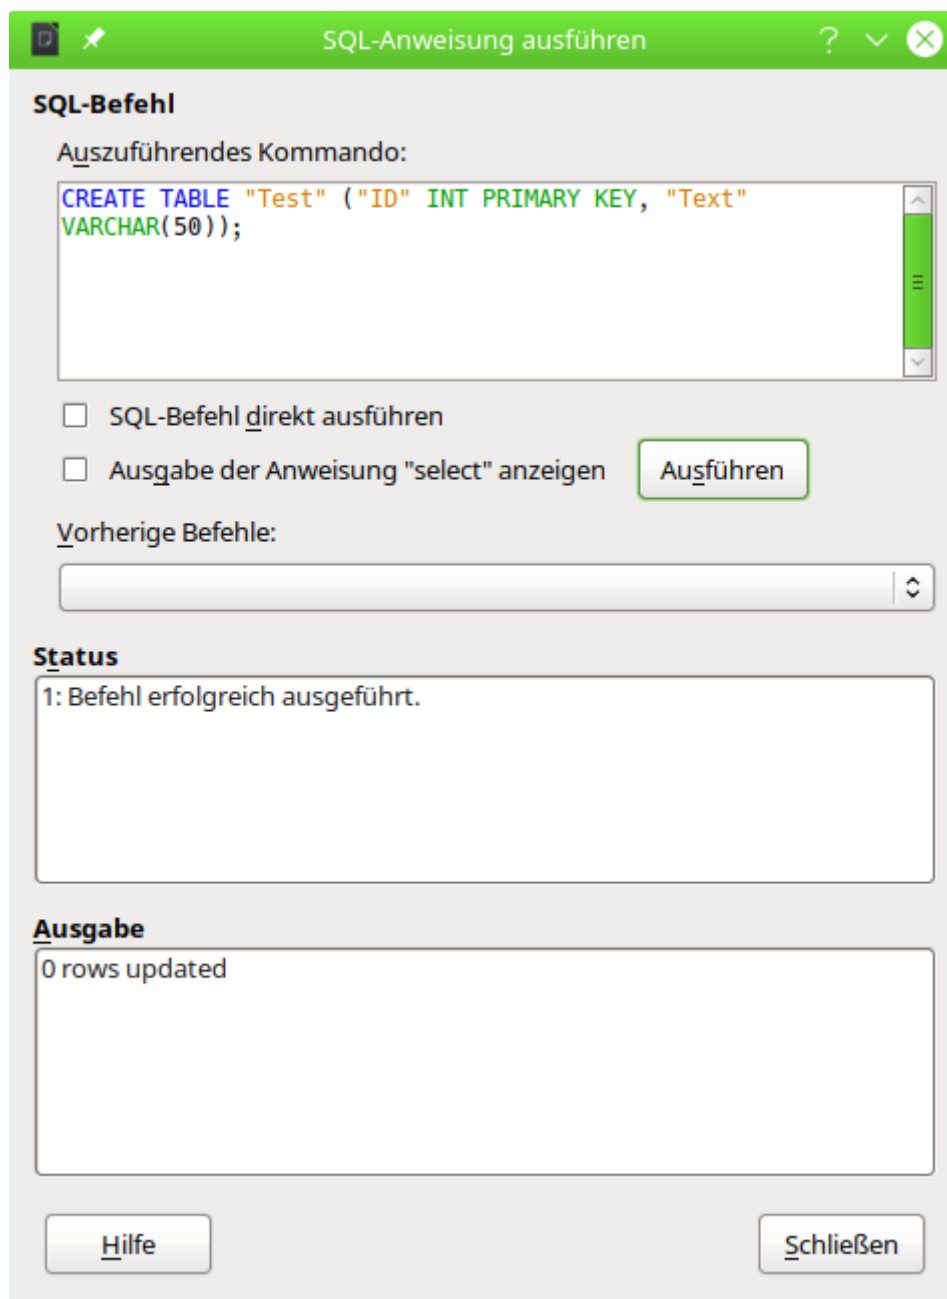 SQL-Anweisung ausführen
SQL-Befehl
Auszuführendes Kommando:
CREATE TABLE "Test" ("ID" INT PRIMARY KEY, "Text"
VARCHAR(50));
SQL-Befehl direkt ausführen
Ausgabe der Anweisung "select" anzeigen
Ausführen
Vorherige Befehle:
Status
1: Befehl erfolgreich ausgeführt.
Ausgabe
0 rows updated
Hilfe
Schließen